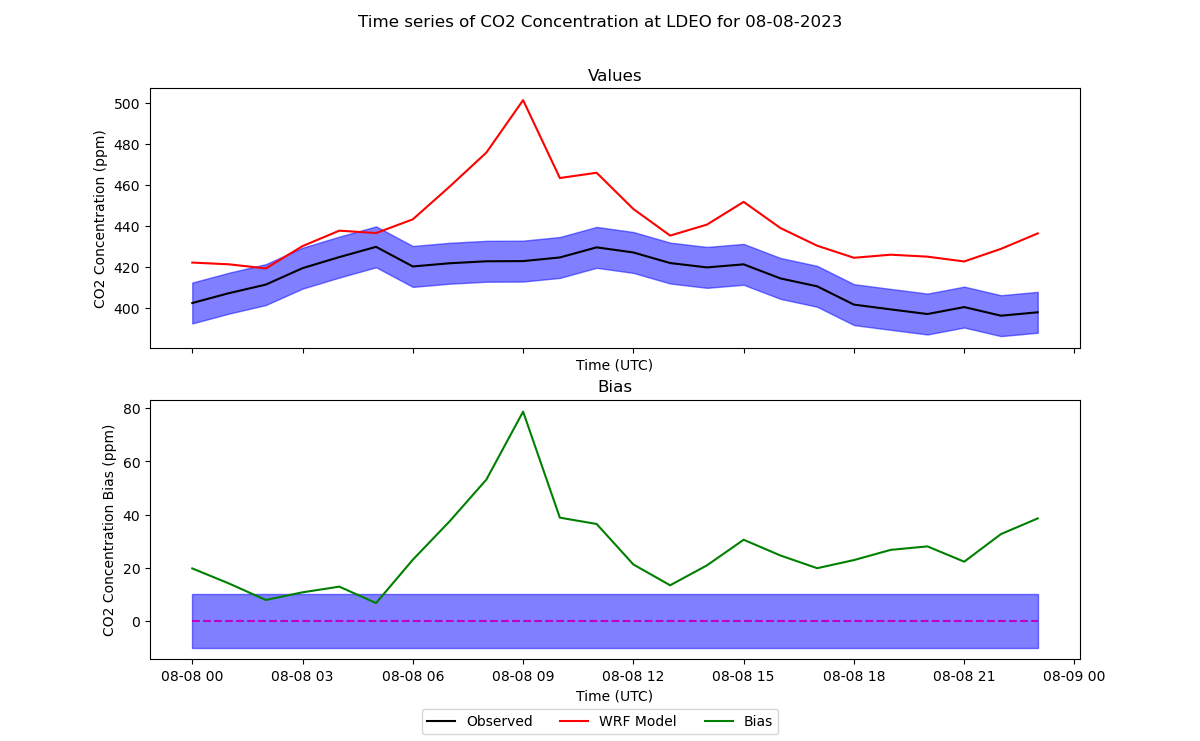 Time series of CO2 Concentration at LDEO for 08-08-2023
Values
CO2 Concentration (ppm)
500
480
460
440
420
400
Time (UTC)
Bias
CO2 Concentration Bias (ppm)
80
60
40
20
0
08-08 00 08-08 03 08-08 06 08-08 09 08-08 12 08-08 15 08-08 18 08-08 21 08-09 00
Time (UTC)
Observed WRF Model Bias